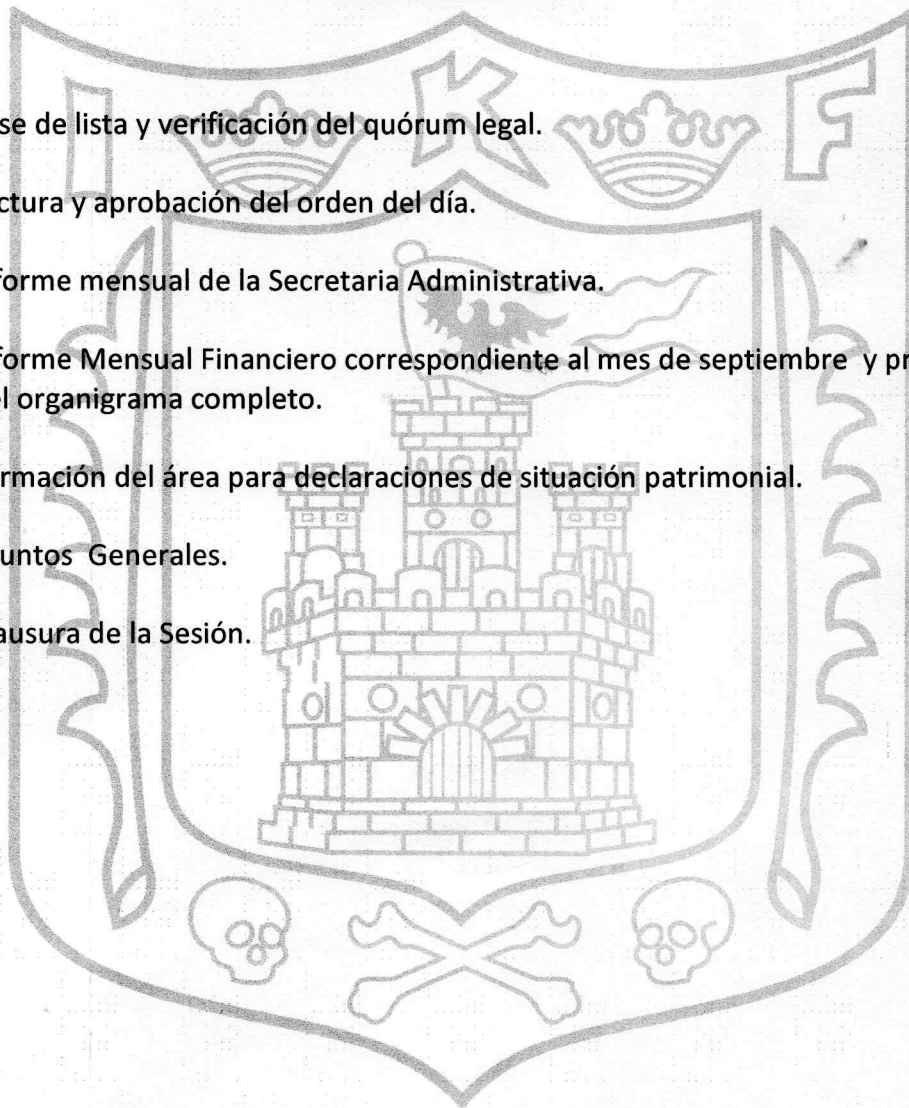 I K F
se de lista y verificación del quórum legal.
ctura y aprobación del orden del día.
forme mensual de la Secretaria Administrativa.
forme Mensual Financiero correspondiente al mes de septiembre y pr
el organigrama completo.
rmación del área para declaraciones de situación patrimonial.
untos Generales.
ausura de la Sesión.